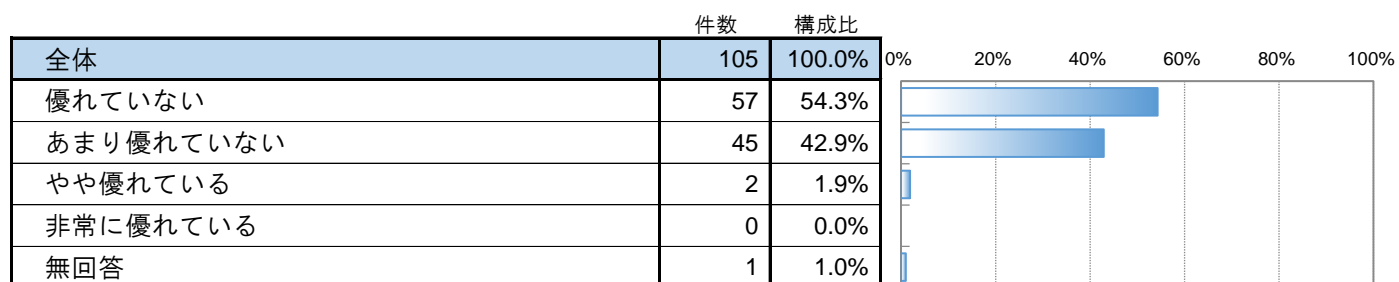 件数 構成比
全体 105 100.0% 0% 20% 40% 60% 80% 100%
優れていない 57 54.3%
あまり優れていない 45 42.9%
やや優れている 2 1.9%
非常に優れている 0 0.0%
無回答 1 1.0%